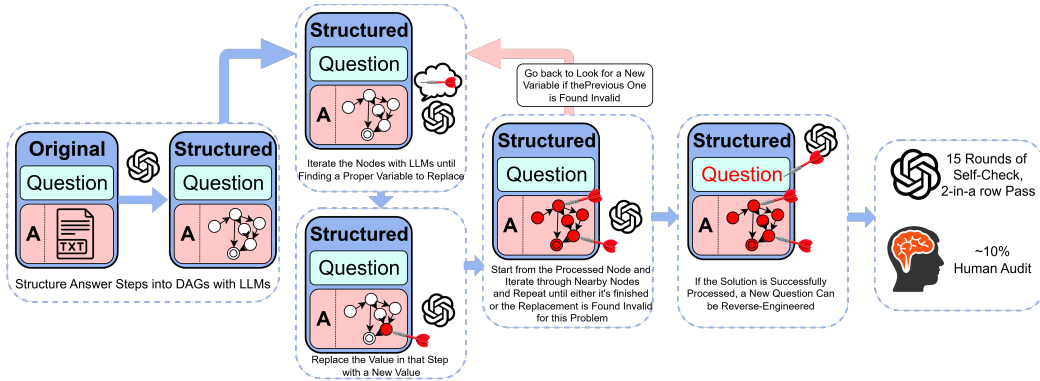 Original
Question
A
TXT
Structured
Question
A
Structure Answer Steps into DAGs with LLMs
Structured
Question
A
Iterate the Nodes with LLMs until
Finding a Proper Variable to Replace
Structured
Question
A
Replace the Value in that Step
with a New Value
Go back to Look for a New
Variable if thePrevious One
is Found Invalid
Structured
Question
A
Start from the Processed Node and
Iterate through Nearby Nodes
and Repeat until either it's finished
or the Replacement is Found Invalid
for this Problem
Structured
Question
A
If the Solution is Successfully
Processed, a New Question Can
be Reverse-Engineered
15 Rounds of
Self-Check,
2-in-a row Pass
~10%
Human Audit